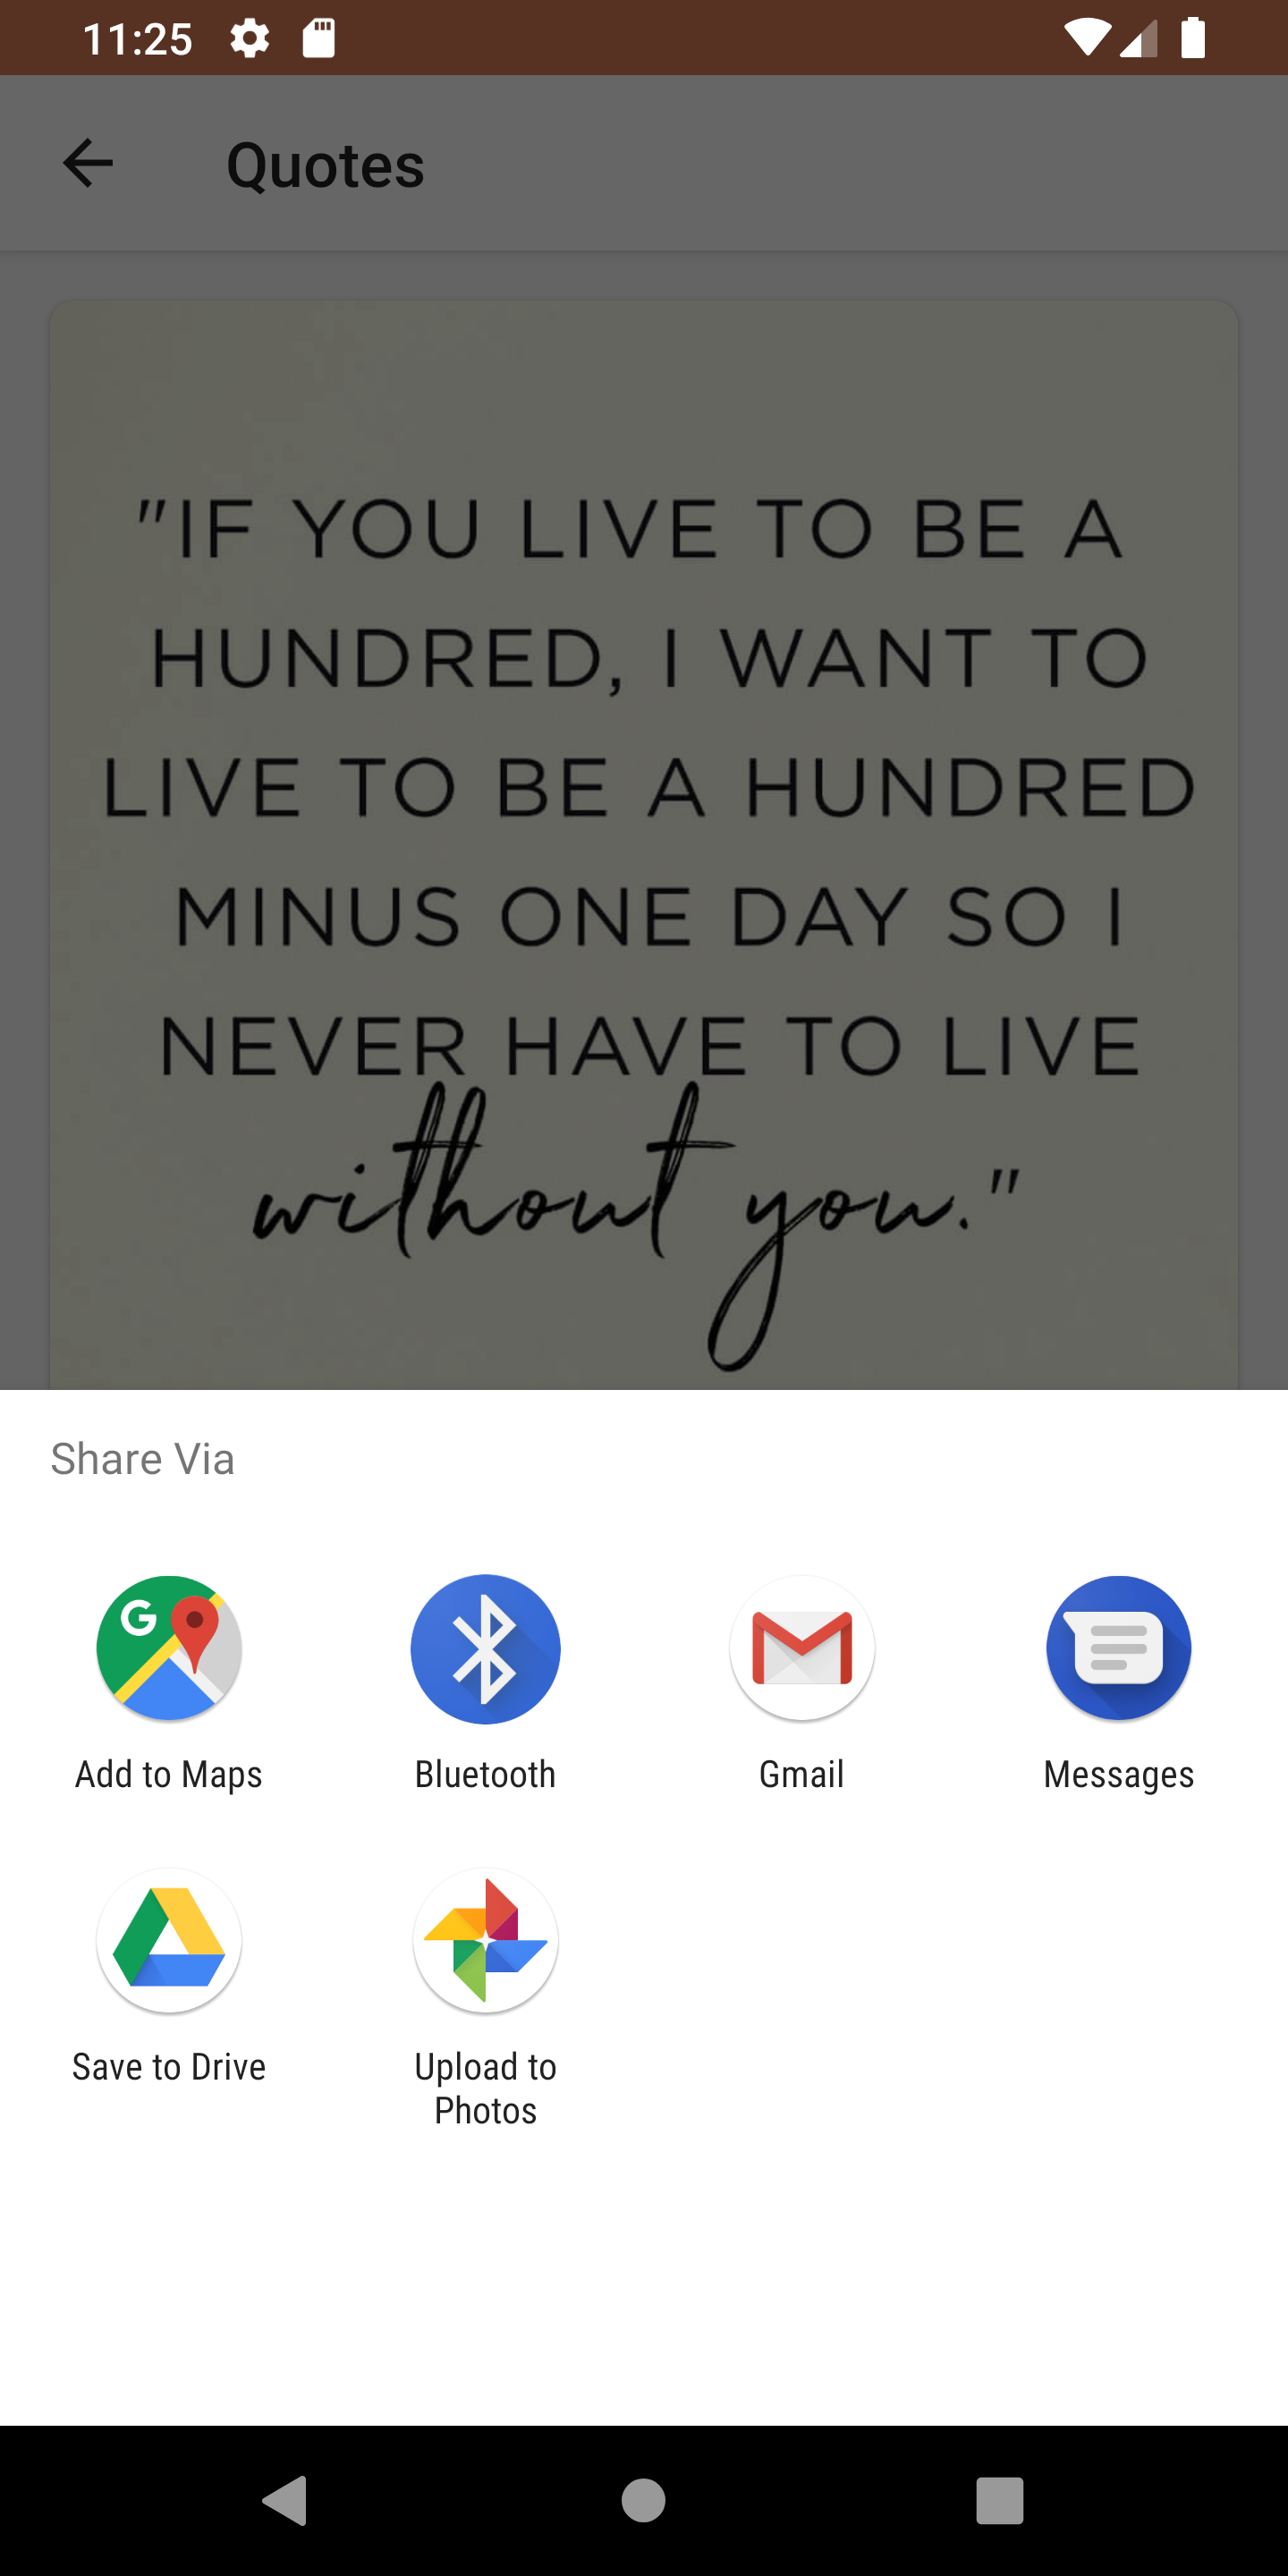 11:25
Quotes
"IF YOU LIVE TO BE A
HUNDRED, I WANT TO
LIVE TO BE A HUNDRED
MINUS ONE DAY SO I
NEVER HAVE TO LIVE
without you."
Share Via
G
Add to Maps
Bluetooth
Gmail
Messages
Save to Drive
Upload to
Photos